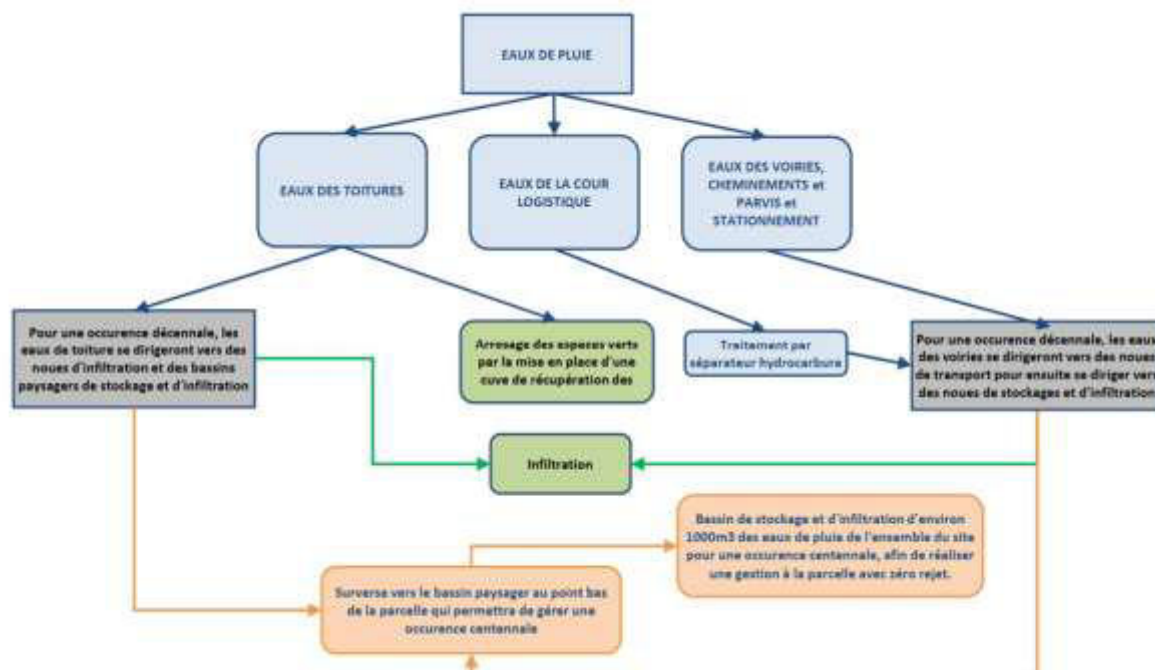 EAUX DE PLUIE
EAUX DES TOITURES
EAUX DE LA COUR
LOGISTIQUE
EAUX DES VOIRIES,
CHEMINEMENTS et
PARVIS et
STATIONNEMENT
Pour une occurence décennale, les
eaux de toiture se dirigeront vers des
noues d'infiltration et des bassins
paysagers de stockage et d'infiltration
Arrosage des espaces verts
par la mise en place d'une
cuve de récupération des
Traitement par
séparateur hydrocarbure
Pour une occurence décennale, les eaux
des voiries se dirigeront vers des noues
de transport pour ensuite se diriger vers
des noues de stockages et d'infiltration
Infiltration
Bassin de stockage et d'infiltration d'environ
1000m3 des eaux de pluie de l'ensemble du site
pour une occurence centennale, afin de réaliser
une gestion à la parcelle avec zéro rejet.
Surverse vers le bassin paysager au point bas
de la parcelle qui permettra de gérer une
occurence centennale